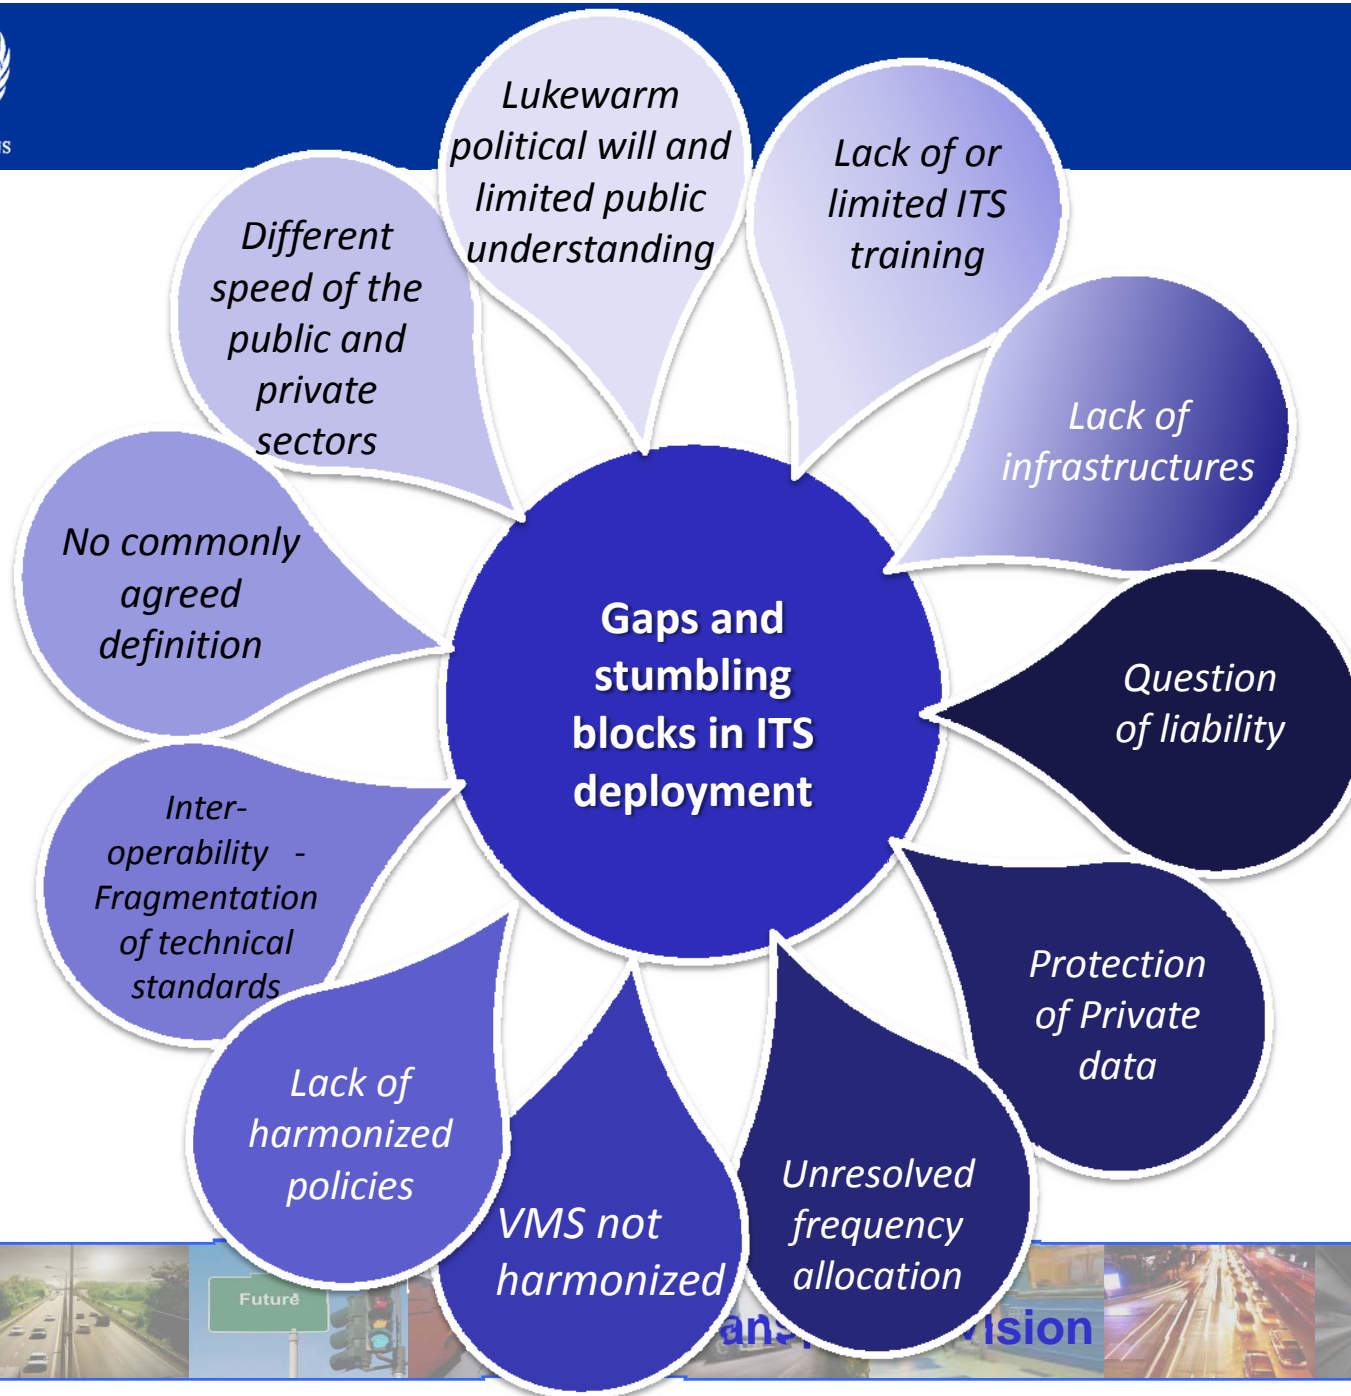 Lukewarm
political will and
limited public
understanding
Lack of or
limited ITS
training
Lack of
infrastructures
Question
of liability
Protection
of Private
data
Unresolved
frequency
allocation
VMS not
harmonized
Lack of
harmonized
policies
Inter-
operability -
Fragmentation
of technical
standards
No commonly
agreed
definition
Different
speed of the
public and
private
sectors
Gaps and
stumbling
blocks in ITS
deployment
Future